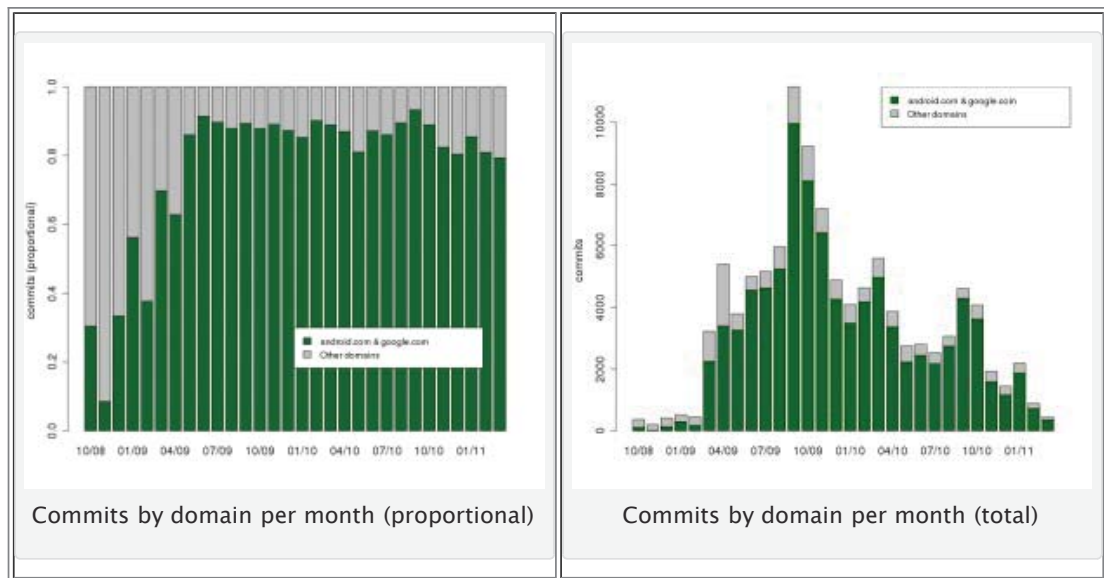 1.0
0.8
0.6
0.4
0.2
0.0
commits (proportional)
android.com & google.com
Other domains
10/08 01/09 04/09 07/09 10/09 01/10 04/10 07/10 10/10 01/11
Commits by domain per month (proportional)
10000
8000
6000
4000
2000
0
commits
android.com & google.com
Other domains
10/08 01/09 04/09 07/09 10/09 01/10 04/10 07/10 10/10 01/11
Commits by domain per month (total)